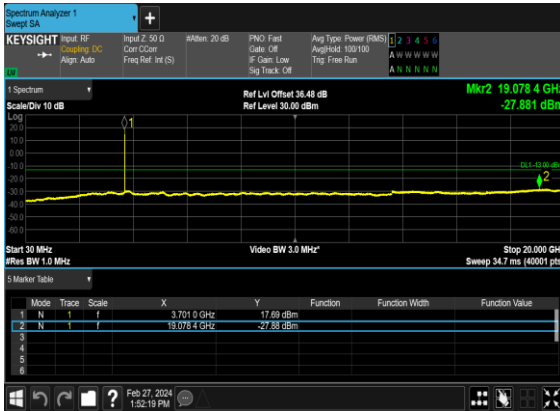 Spectrum Analyzer 1
Swept SA
KEYSIGHT Input: RF Input Z: 50 Ω #Atten: 20 dB PNO: Fast Avg Type: Power (RMS) 1 2 3 4 5 6
Coupling: DC Corr CCorr Gate: Off Avg|Hold: 100/100 A W W W W W
Align: Auto Freq Ref: Int (S) IF Gain: Low Trig: Free Run
Sig Track: Off A N N N N N
1 Spectrum Ref Lvl Offset 36.48 dB Mkr2 19.078 4 GHz
Scale/Div 10 dB Ref Level 30.00 dBm -27.881 dBm
Log
20.0
10.0
0.00
-10.0
-20.0
-30.0
-40.0
-50.0
-60.0
1
DL1 -13.00 dBm
2
Start 30 MHz Video BW 3.0 MHz* Stop 20.000 GH
#Res BW 1.0 MHz Sweep 34.7 ms (40001 pts
5 Marker Table
Mode Trace Scale X Y Function Function Width Function Value
1 N 1 f 3.701 0 GHz 17.69 dBm
2 N 1 f 19.078 4 GHz -27.88 dBm
3
4
5
6
? Feb 27, 2024
1:52:19 PM